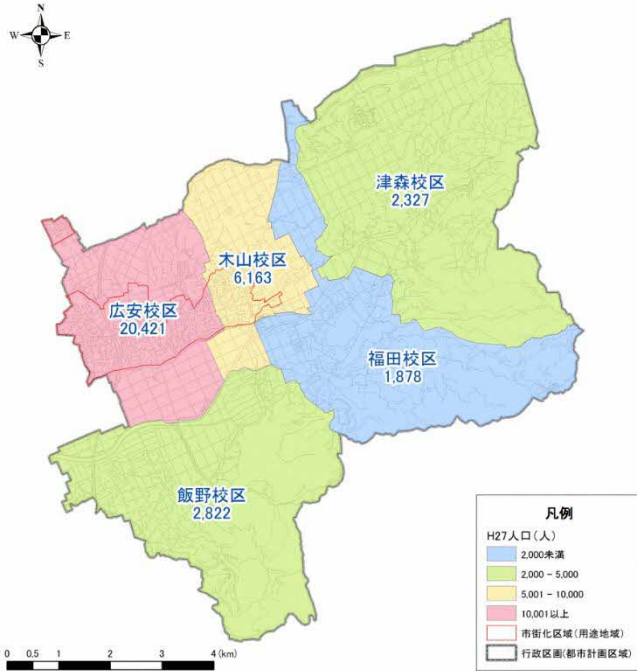 N
W E
S
津森校区
2,327
木山校区
6,163
広安校区
20,421
福田校区
1,878
飯野校区
2,822
凡例
H27人口(人)
2,000未満
2,000 - 5,000
5,001 - 10,000
10,001以上
市街化区域(用途地域)
行政区画(都市計画区域)
0 0.5 1 2 3 4 (km)